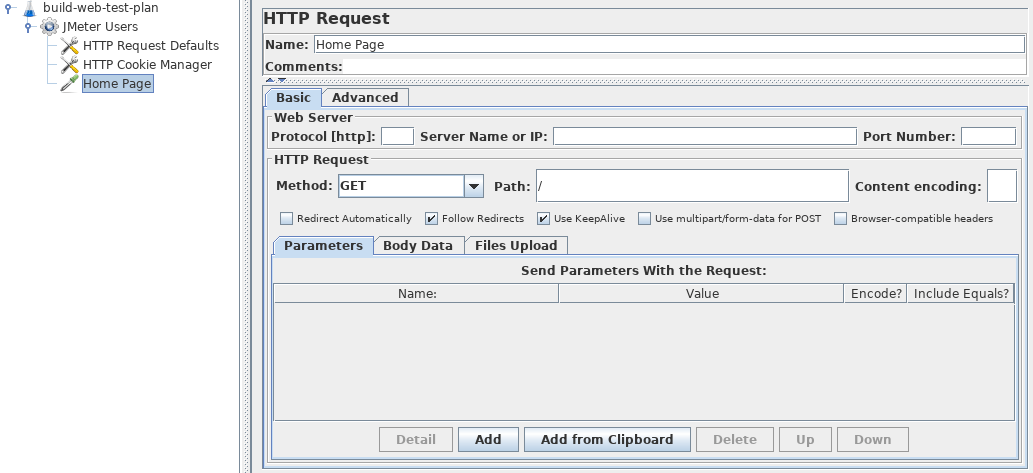 build-web-test-plan
JMeter Users
HTTP Request Defaults
HTTP Cookie Manager
Home Page
HTTP Request
Name: Home Page
Comments:
Basic Advanced
Web Server
Protocol [http]: Server Name or IP: Port Number:
HTTP Request
Method: GET Path: / Content encoding:
Redirect Automatically Follow Redirects Use KeepAlive Use multipart/form-data for POST Browser-compatible headers
Parameters Body Data Files Upload
Send Parameters With the Request:
Name: Value Encode? Include Equals?
Detail Add Add from Clipboard Delete Up Down